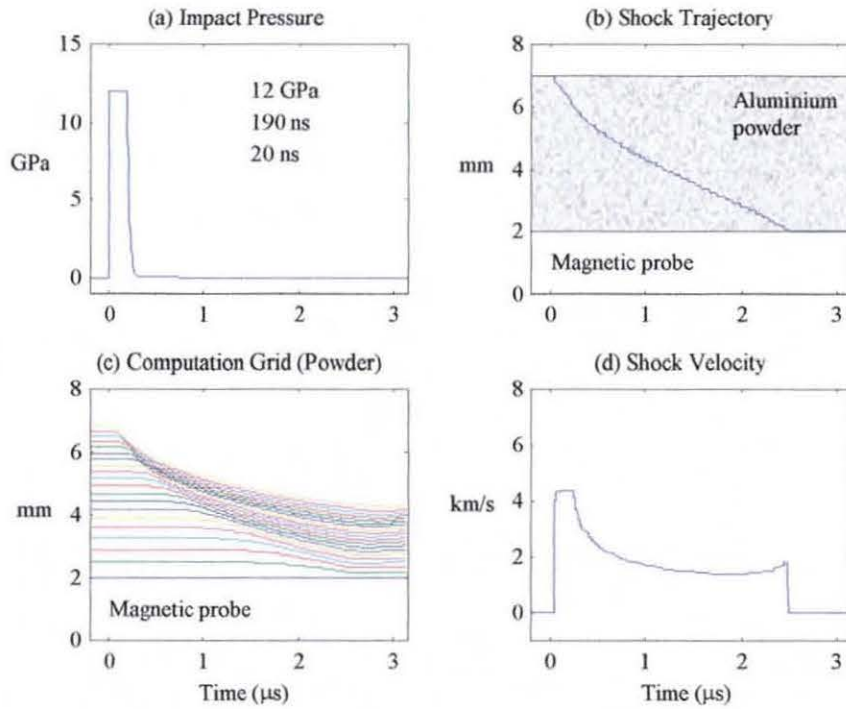 (a) Impact Pressure
15
10
5
0
GPa
12 GPa
190 ns
20 ns
0 1 2 3
(b) Shock Trajectory
8
6
4
2
0
mm
Aluminium
powder
Magnetic probe
0 1 2 3
(c) Computation Grid (Powder)
8
6
4
2
0
mm
Magnetic probe
0 1 2 3
Time (μs)
(d) Shock Velocity
8
6
4
2
0
km/s
0 1 2 3
Time (μs)